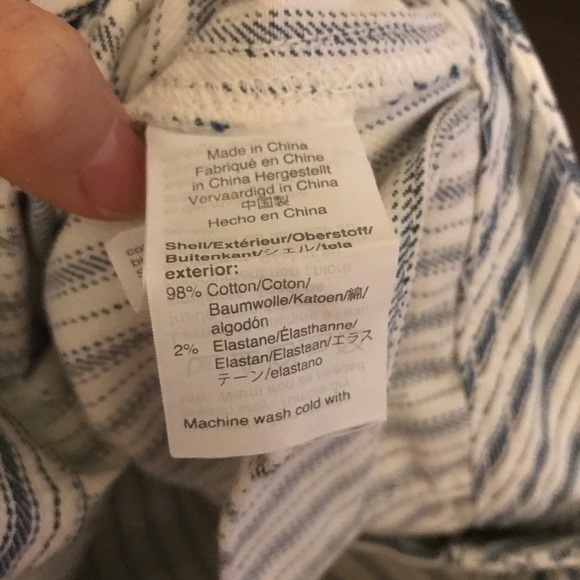 Made in China
Fabriqué en Chine
in China Hergestellt
Vervaardigd in China
中国製
Hecho en China
Shell/Extérieur/Oberstoff/
Buitenkant/シェル/tela
exterior:
98% Cotton/Coton/
Baumwolle/Katoen/綿/
algodón
2% Elastane/Élasthanne/
Elastan/Elastaan/エラス
テーン/elastano
Machine wash cold with